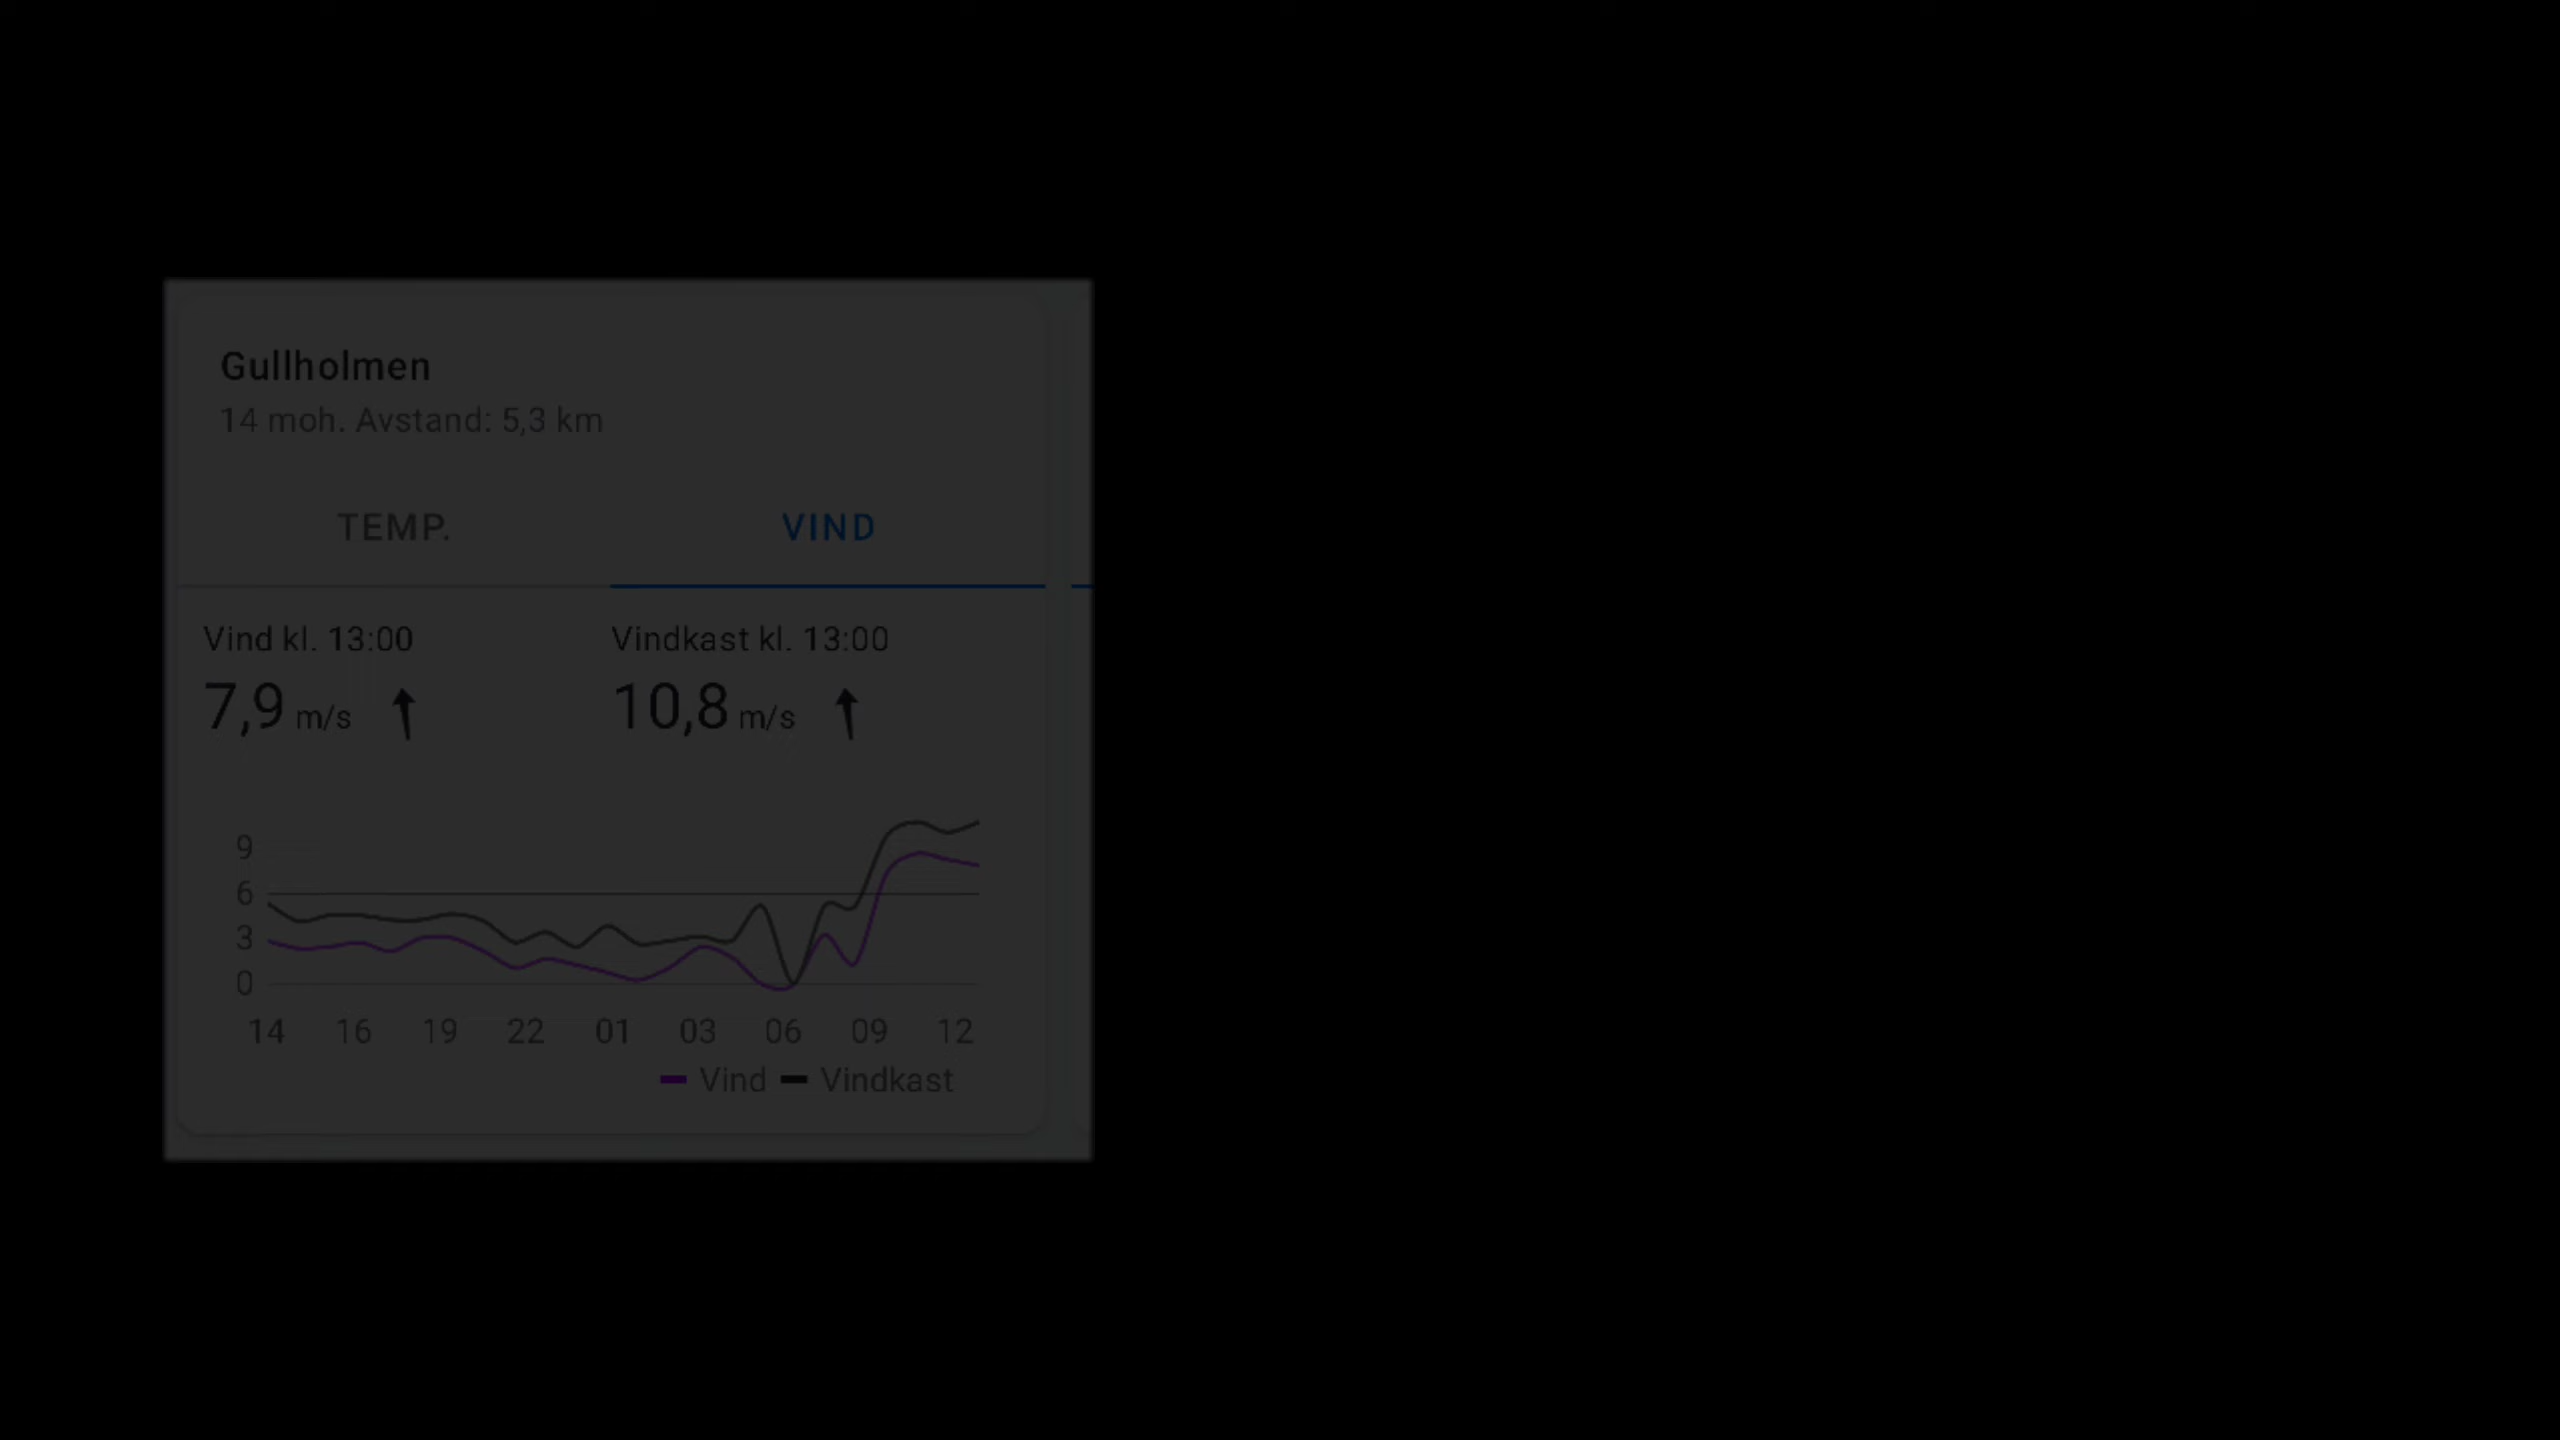 Gullholmen
14 moh. Avstand: 5,3 km
TEMP. VIND
Vind kl. 13:00 Vindkast kl. 13:00
7,9 m/s 10,8 m/s
9
6
3
0
14 16 19 22 01 03 06 09 12
Vind Vindkast